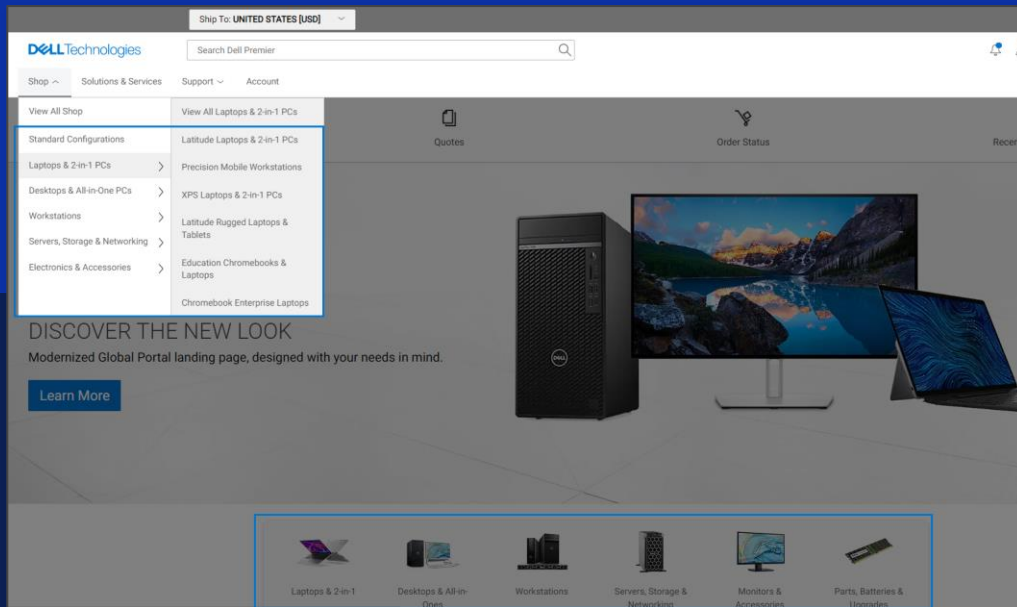 Ship To: UNITED STATES [USD]
DELLTechnologies
Search Dell Premier
Shop
Solutions & Services
Support
Account
View All Shop
Standard Configurations
Laptops & 2-in-1 PCs
Desktops & All-in-One PCs
Workstations
Servers, Storage & Networking
Electronics & Accessories
View All Laptops & 2-in-1 PCs
Latitude Laptops & 2-in-1 PCs
Precision Mobile Workstations
XPS Laptops & 2-in-1 PCs
Latitude Rugged Laptops &
Tablets
Education Chromebooks &
Laptops
Chromebook Enterprise Laptops
Quotes
Order Status
DISCOVER THE NEW LOOK
Modernized Global Portal landing page, designed with your needs in mind.
Learn More
DELL
Laptops & 2-in-1
Desktops & All-in-
Ones
Workstations
Servers, Storage &
Networking
Monitors &
Accessories
Parts, Batteries &
Upgrades